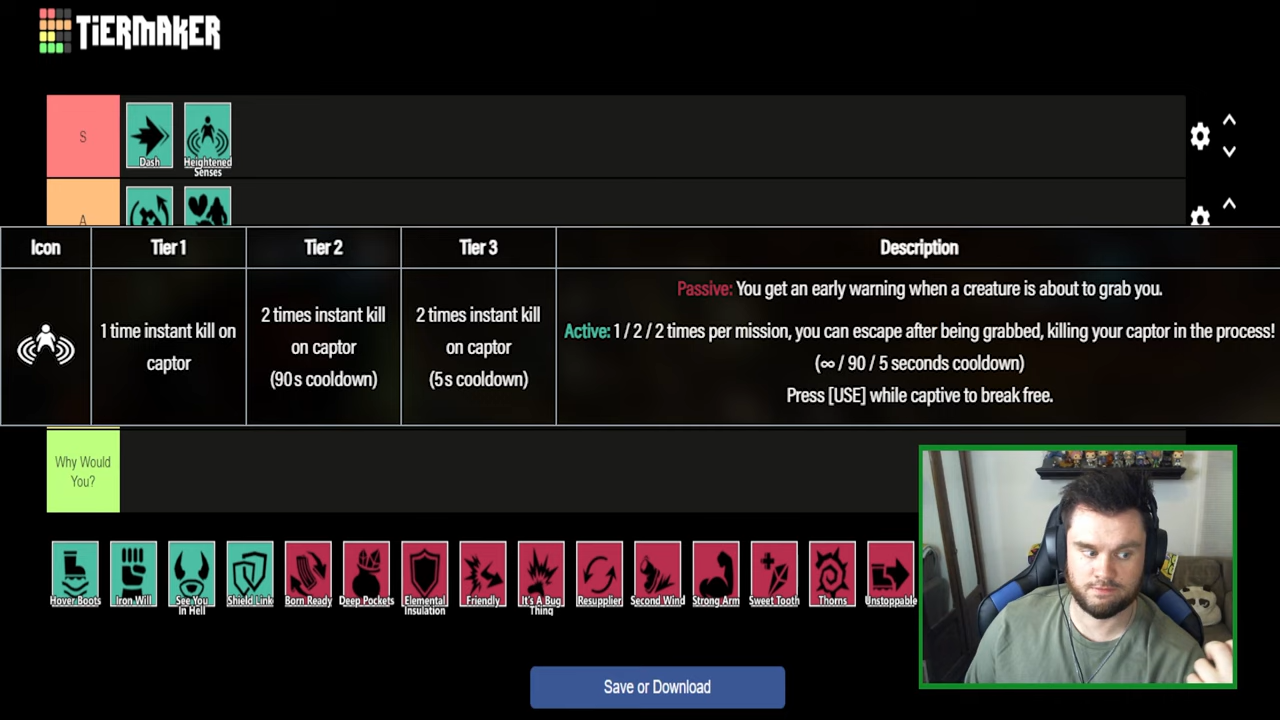 TiERMAKER
S
Dash
Heightened
Senses
A
Icon
Tier 1
Tier 2
Tier 3
Description
1 time instant kill on
captor
2 times instant kill
on captor
(90s cooldown)
2 times instant kill
on captor
(5s cooldown)
Passive: You get an early warning when a creature is about to grab you.
Active: 1 / 2 / 2 times per mission, you can escape after being grabbed, killing your captor in the process!
(∞ / 90 / 5 seconds cooldown)
Press [USE] while captive to break free.
Why Would
You?
Hover Boots
Iron Will
See You
In Hell
Shield Link
Born Ready
Deep Pockets
Elemental
Insulation
Friendly
It's A Bug
Thing
Resupplier
Second Wind
Strong Arm
Sweet Tooth
Thorns
Unstoppable
Save or Download